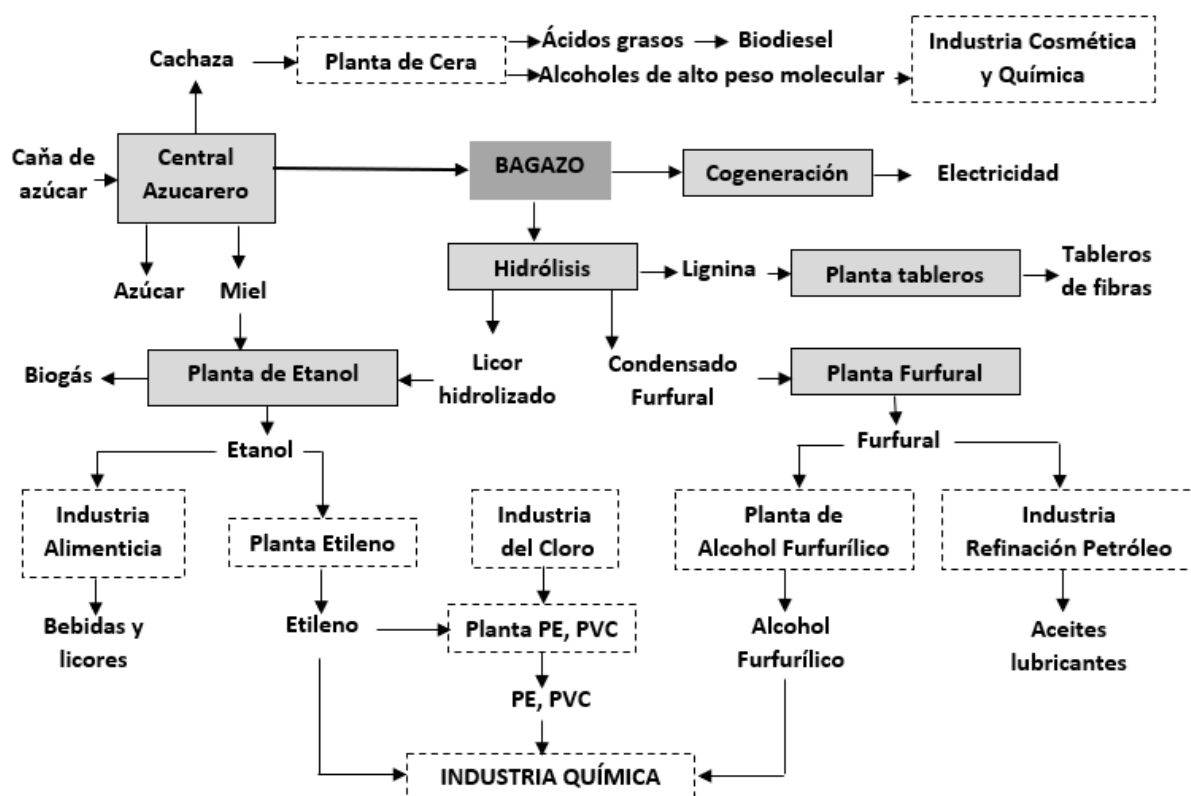 Cachaza
Planta de Cera
Ácidos grasos
Biodiesel
Alcoholes de alto peso molecular
Industria Cosmética
y Química
Caña de
azúcar
Central
Azucarero
BAGAZO
Cogeneración
Electricidad
Azúcar
Miel
Hidrólisis
Lignina
Planta tableros
Tableros
de fibras
Biogás
Planta de Etanol
Licor
hidrolizado
Condensado
Furfural
Planta Furfural
Etanol
Furfural
Industria
Alimenticia
Planta Etileno
Industria
del Cloro
Planta de
Alcohol Furfurílico
Industria
Refinación Petróleo
Bebidas y
licores
Etileno
Planta PE, PVC
Alcohol
Furfurílico
Aceites
lubricantes
PE, PVC
INDUSTRIA QUÍMICA